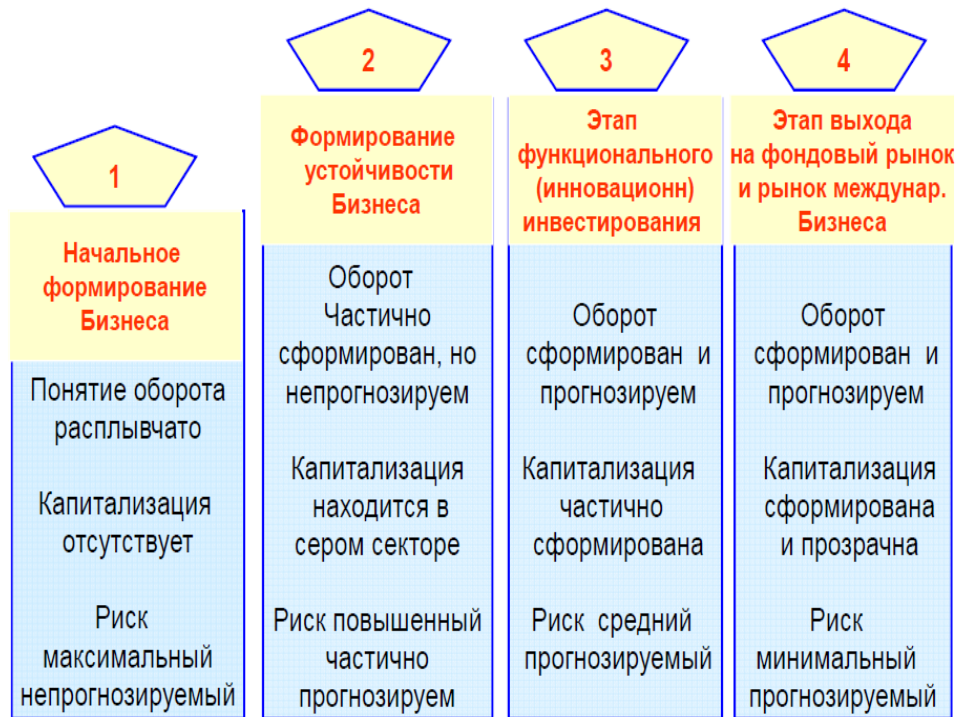 1
Начальное
формирование
Бизнеса
Понятие оборота
расплывчато
Капитализация
отсутствует
Риск
максимальный
непрогнозируемый
2
Формирование
устойчивости
Бизнеса
Оборот
Частично
сформирован, но
непрогнозируем
Капитализация
находится в
сером секторе
Риск повышенный
частично
прогнозируем
3
Этап
функционального
(инновационн)
инвестирования
Оборот
сформирован и
прогнозируем
Капитализация
частично
сформирована
Риск средний
прогнозируемый
4
Этап выхода
на фондовый рынок
и рынок междунар.
Бизнеса
Оборот
сформирован и
прогнозируем
Капитализация
сформирована
и прозрачна
Риск
минимальный
прогнозируемый